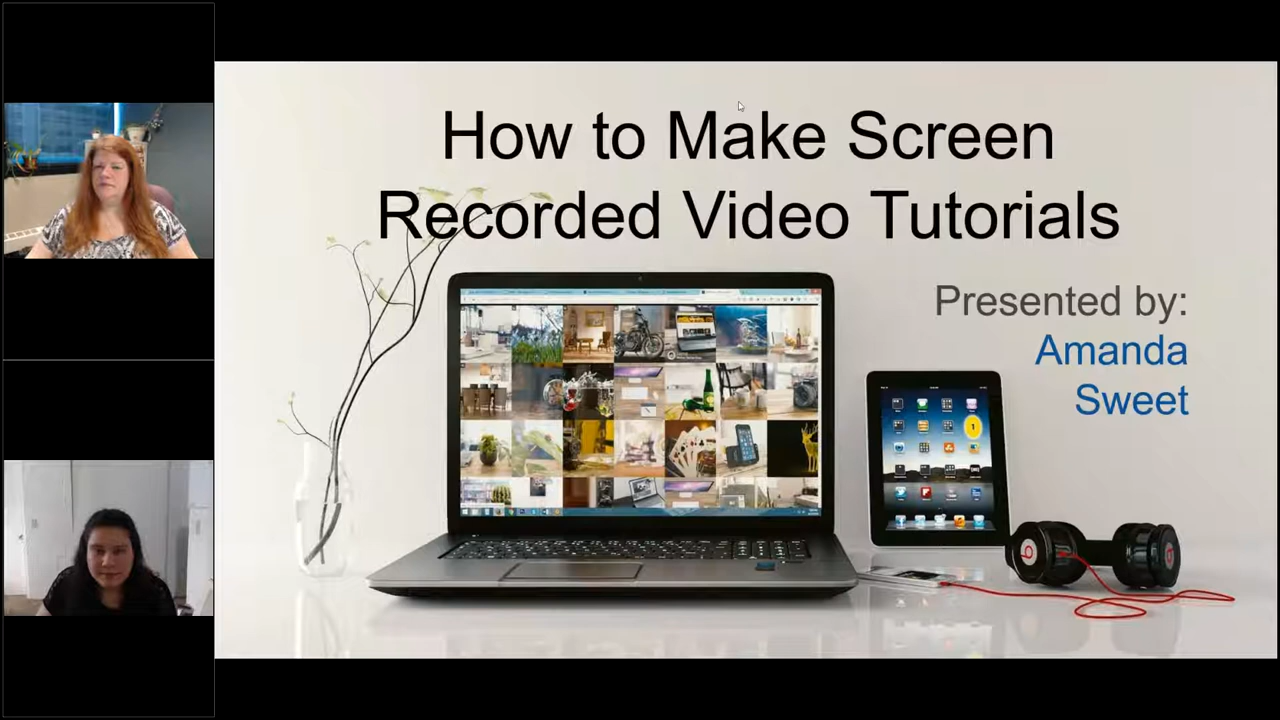 How to Make Screen
Recorded Video Tutorials
Presented by:
Amanda
Sweet